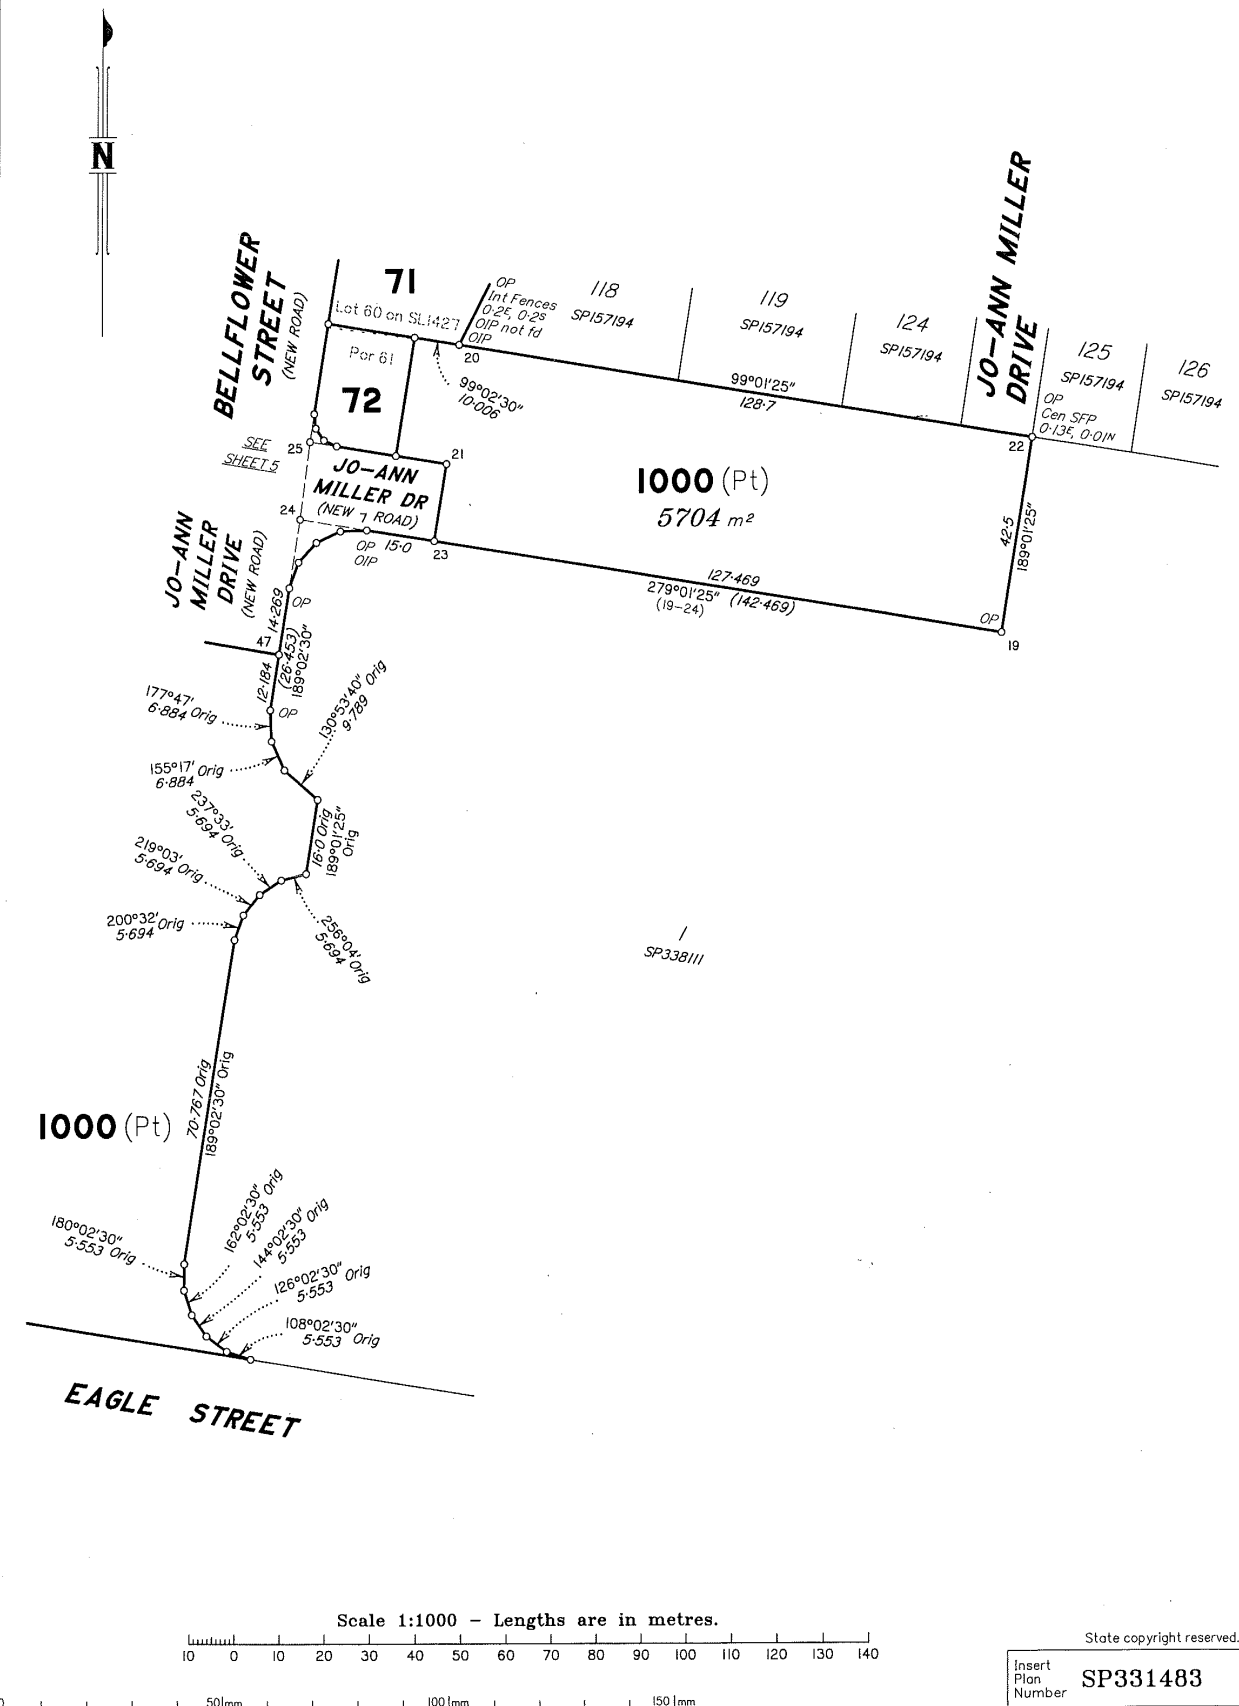 N
BELLFLOWER
STREET
(NEW ROAD)
71
Lot 60 on SL1427
Por 61
72
OP
Int Fences
0·2E, 0·2S
OIP not fd
OIP
20
99°02'30"
10·006
118
SP157194
119
SP157194
124
SP157194
JO-ANN MILLER
DRIVE
125
SP157194
126
SP157194
OP
Cen SFP
0·13E, 0·01N
99°01'25"
128·7
22
SEE
SHEET 5
25
21
JO-ANN
MILLER DR
(NEW ROAD)
1000 (Pt)
5704 m²
24
OP
OIP
15·0
23
42·5
189°01'25"
127·469
279°01'25" (142·469)
(19-24)
OP
19
JO-ANN
MILLER
DRIVE
(NEW ROAD)
14·269
OP
47
12·184
(26·453)
189°02'30"
OP
177°47'
6·884 Orig
130°53'40" Orig
9·789
155°17' Orig
6·884
237°33' Orig
5·694
16·0 Orig
189°01'25"
Orig
219°03' Orig
5·694
200°32' Orig
5·694
256°04' Orig
5·694
1
SP338111
70·767 Orig
189°02'30" Orig
1000 (Pt)
180°02'30"
5·553 Orig
162°02'30" Orig
5·553
144°02'30" Orig
5·553
126°02'30" Orig
5·553
108°02'30"
5·553 Orig
EAGLE STREET
Scale 1:1000 – Lengths are in metres.
10 0 10 20 30 40 50 60 70 80 90 100 110 120 130 140
State copyright reserved.
Insert
Plan
Number
SP331483
50 mm 100 mm 150 mm